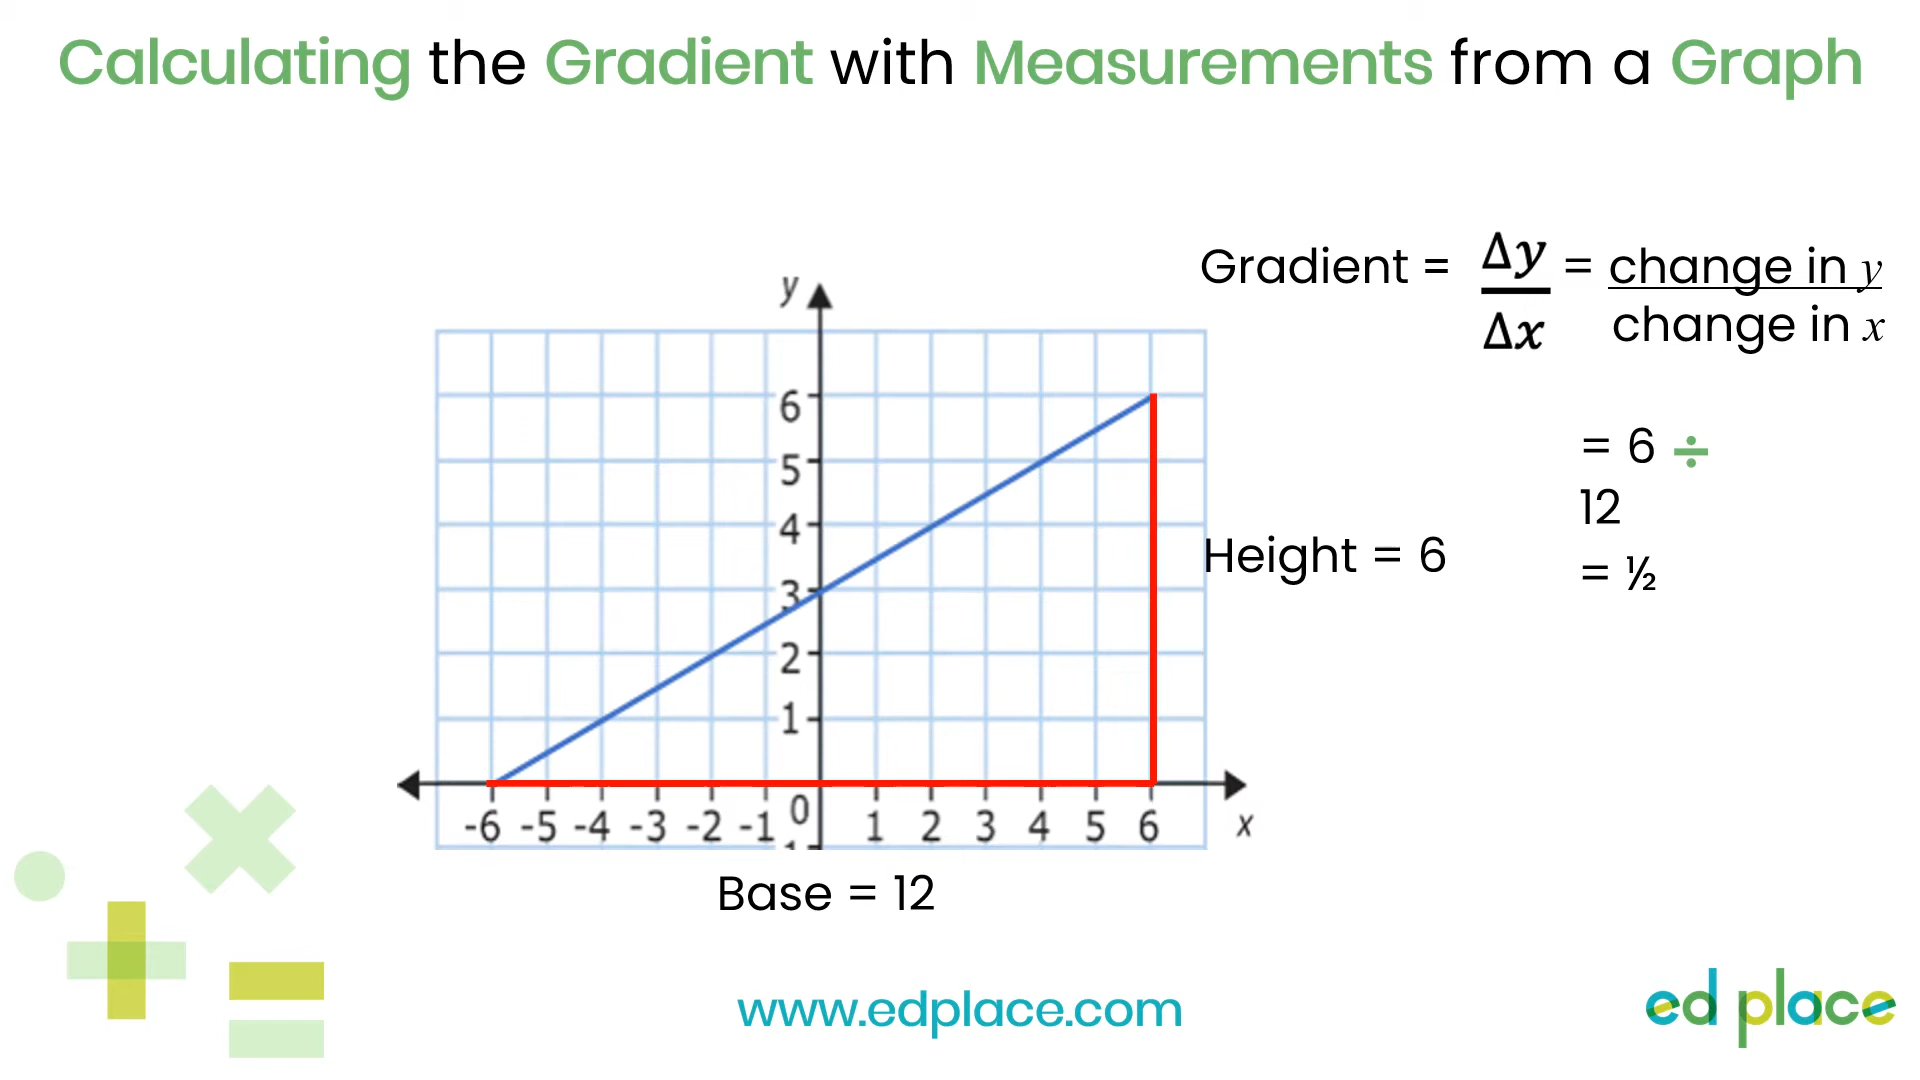 Calculating the Gradient with Measurements from a Graph
Gradient = Δy/Δx = change in y
change in x
y
6
5
4
3
2
1
= 6 ÷
12
= ½
Height = 6
0
-6 -5 -4 -3 -2 -1 1 2 3 4 5 6 x
Base = 12
www.edplace.com
ed place